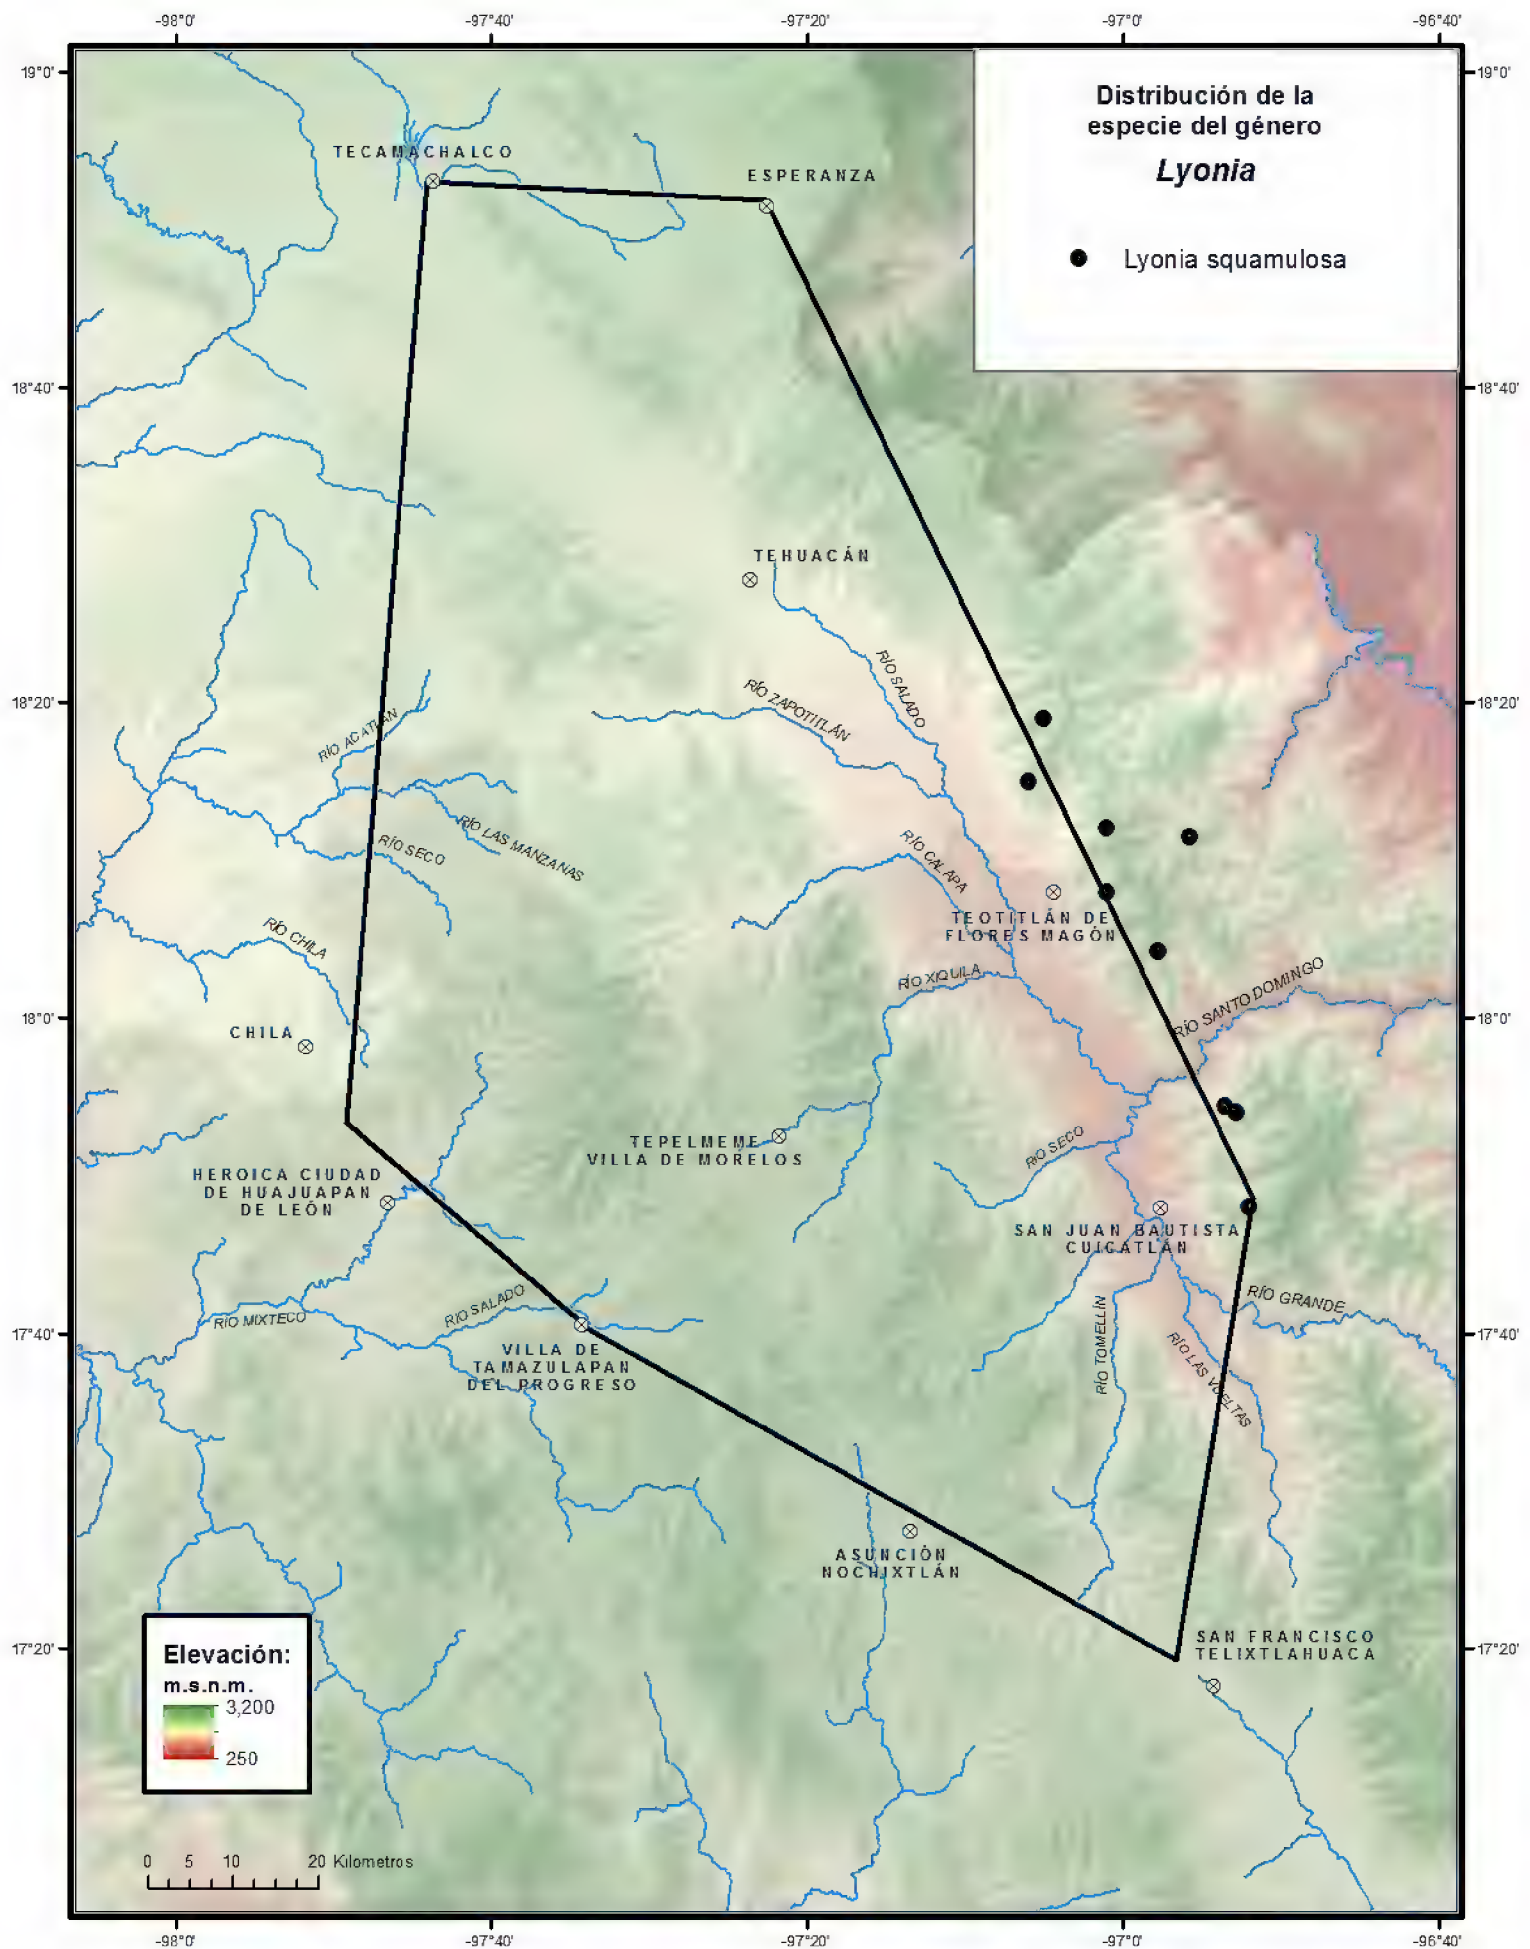 -98°0'
-97°40'
-97°20'
-97°0'
-96°40'
19°0'
19°0'
Distribución de la
especie del género
Lyonia
Lyonia squamulosa
TECAMACHALCO
ESPERANZA
18°40'
18°40'
TEHUACÁN
RÍO SALADO
RÍO ZAPOTITLÁN
18°20'
18°20'
RÍO ACATLÁN
RÍO LAS MANZANAS
RÍO SECO
RÍO CALAPA
TEOTITLÁN DE
FLORES MAGÓN
RÍO CHILA
RÍO XIQUILA
RÍO SANTO DOMINGO
18°0'
18°0'
CHILA
TEPELMEME
VILLA DE MORELOS
RÍO SECO
HEROICA CIUDAD
DE HUAJUAPAN
DE LEÓN
SAN JUAN BAUTISTA
CUICATLÁN
RÍO GRANDE
RÍO SALADO
RÍO MIXTECO
RÍO TOMELLÍN
RÍO LAS VUELTAS
17°40'
17°40'
VILLA DE
TAMAZULAPAN
DEL PROGRESO
ASUNCIÓN
NOCHIXTLÁN
SAN FRANCISCO
TELIXTLAHUACA
17°20'
17°20'
Elevación:
m.s.n.m.
3,200
250
0 5 10 20 Kilometros
-98°0'
-97°40'
-97°20'
-97°0'
-96°40'